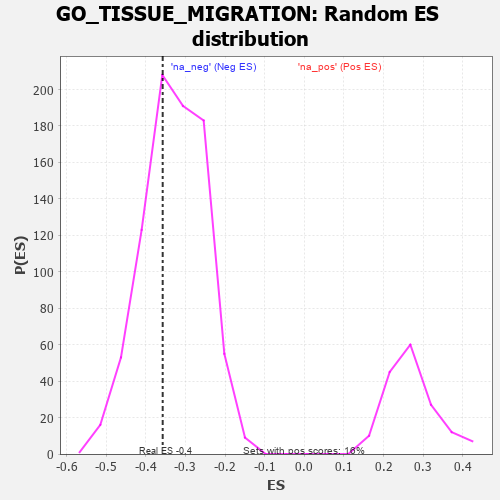 GO_TISSUE_MIGRATION: Random ES
distribution
'na_neg' (Neg ES)
'na_pos' (Pos ES)
200
180
160
140
120
100
80
60
40
20
0
P(ES)
Real ES -0.4
Sets with pos scores: 16%
-0.6
-0.5
-0.4
-0.3
-0.2
-0.1
0.0
0.1
0.2
0.3
0.4
ES